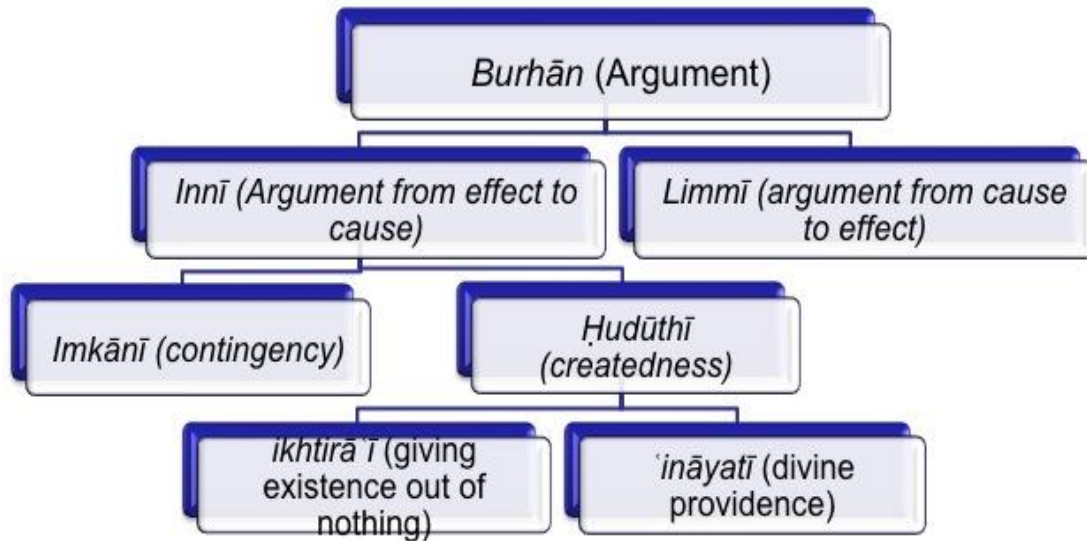 Burhān (Argument)
Innī (Argument from effect to
cause)
Limmī (argument from cause
to effect)
Imkānī (contingency)
Ḥudūthī
(createdness)
ikhtirāʿī (giving
existence out of
nothing)
ʿināyatī (divine
providence)